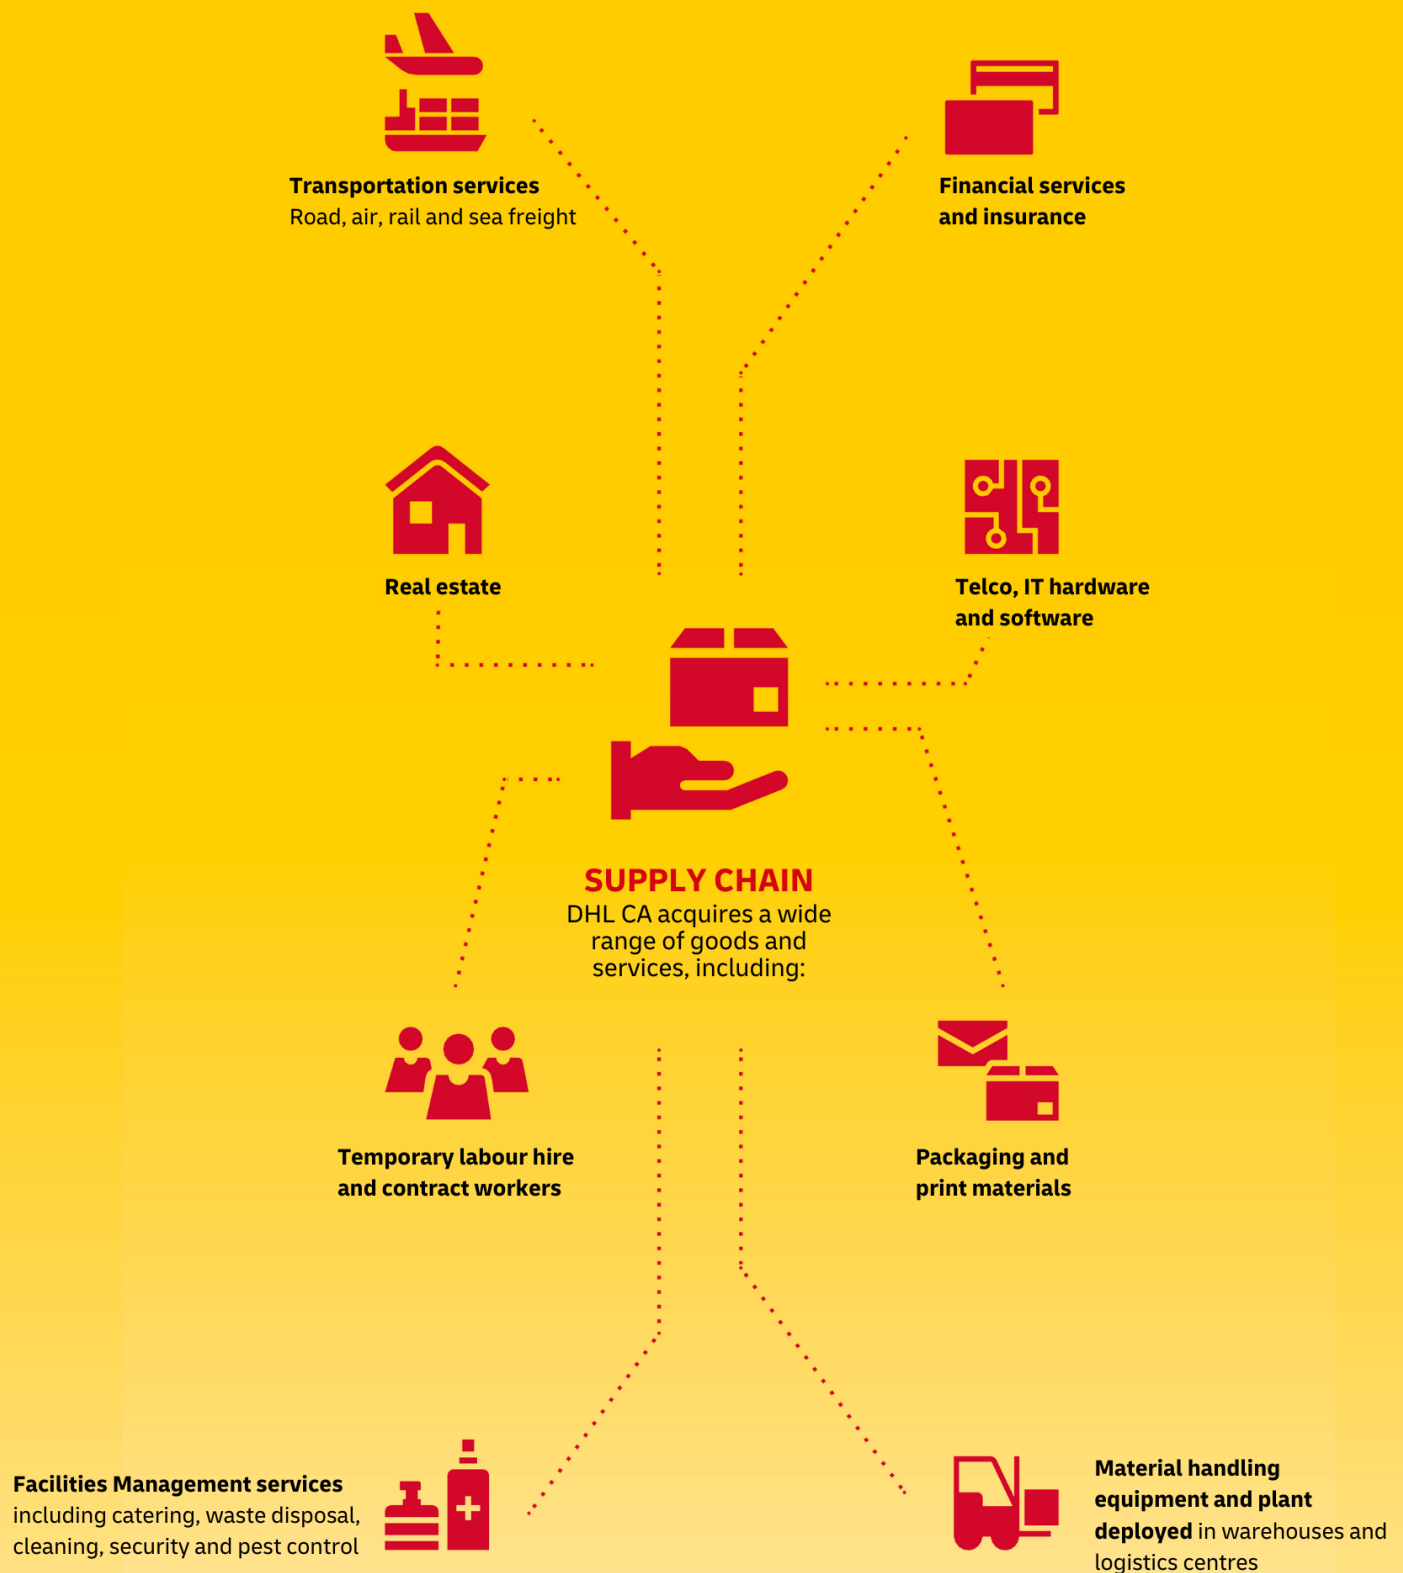 Transportation services
Road, air, rail and sea freight
Financial services
and insurance
Real estate
Telco, IT hardware
and software
SUPPLY CHAIN
DHL CA acquires a wide
range of goods and
services, including:
Temporary labour hire
and contract workers
Packaging and
print materials
Facilities Management services
including catering, waste disposal,
cleaning, security and pest control
Material handling
equipment and plant
deployed in warehouses and
logistics centres